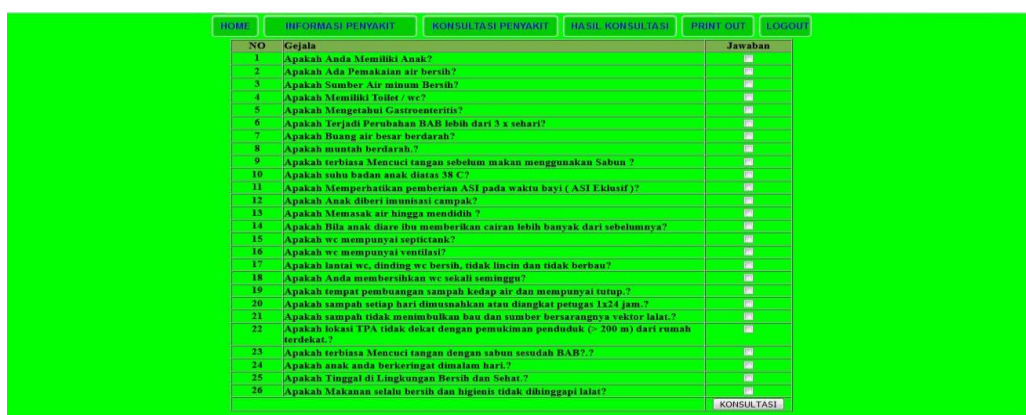 HOME INFORMASI PENYAKIT KONSULTASI PENYAKIT HASIL KONSULTASI PRINT OUT LOGOUT
NO Gejala Jawaban
1 Apakah Anda Memiliki Anak?
2 Apakah Ada Pemakaian air bersih?
3 Apakah Sumber Air minum Bersih?
4 Apakah Memiliki Toilet / wc?
5 Apakah Mengetahui Gastroenteritis?
6 Apakah Terjadi Perubahan BAB lebih dari 3 x sehari?
7 Apakah Buang air besar berdarah?
8 Apakah muntah berdarah.?
9 Apakah terbiasa Mencuci tangan sebelum makan menggunakan Sabun ?
10 Apakah suhu badan anak diatas 38 C?
11 Apakah Memperhatikan pemberian ASI pada waktu bayi ( ASI Eklusif )?
12 Apakah Anak diberi imunisasi campak?
13 Apakah Memasak air hingga mendidih ?
14 Apakah Bila anak diare ibu memberikan cairan lebih banyak dari sebelumnya?
15 Apakah wc mempunyai septictank?
16 Apakah wc mempunyai ventilasi?
17 Apakah lantai wc, dinding wc bersih, tidak lincin dan tidak berbau?
18 Apakah Anda membersihkan wc sekali seminggu?
19 Apakah tempat pembuangan sampah kedap air dan mempunyai tutup.?
20 Apakah sampah setiap hari dimusnahkan atau diangkat petugas 1x24 jam.?
21 Apakah sampah tidak menimbulkan bau dan sumber bersarangnya vektor lalat.?
22 Apakah lokasi TPA tidak dekat dengan pemukiman penduduk (> 200 m) dari rumah
terdekat.?
23 Apakah terbiasa Mencuci tangan dengan sabun sesudah BAB?.?
24 Apakah anak anda berkeringat dimalam hari.?
25 Apakah Tinggal di Lingkungan Bersih dan Sehat.?
26 Apakah Makanan selalu bersih dan higienis tidak dihinggapi lalat?
KONSULTASI